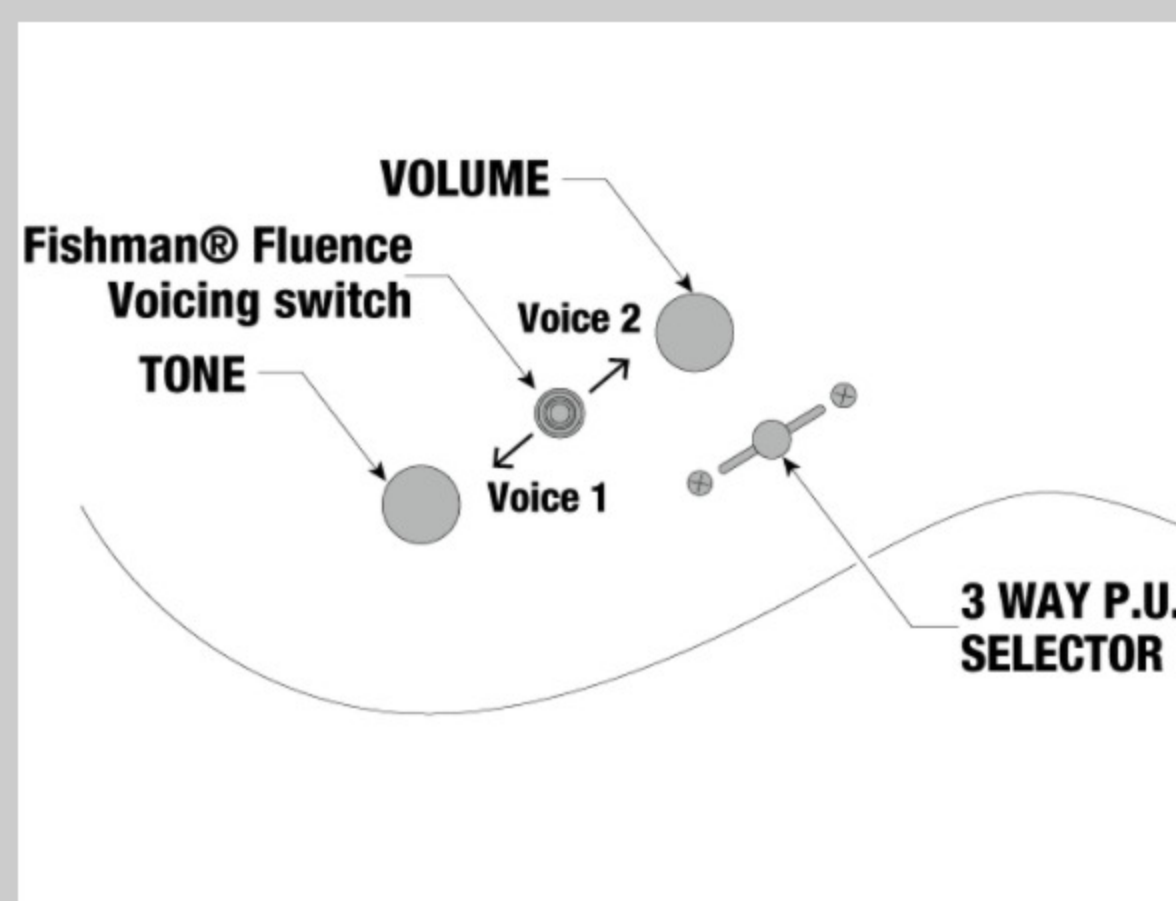 VOLUME
Fishman® Fluence
Voicing switch
Voice 2
TONE
Voice 1
3 WAY P.U.
SELECTOR